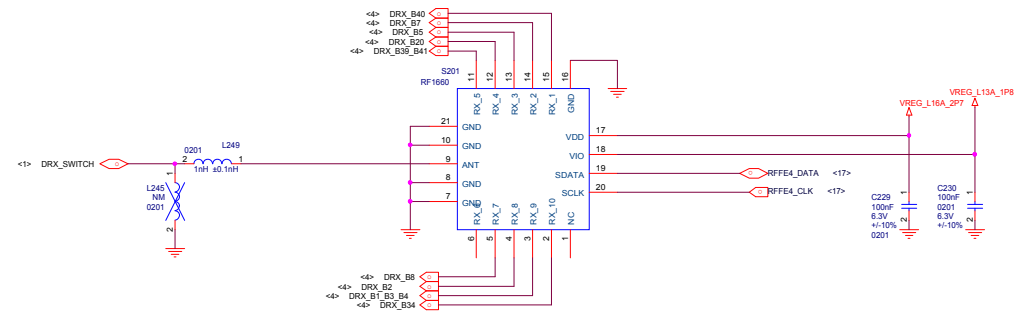 <4> DRX_B40
<4> DRX_B7
<4> DRX_B5
<4> DRX_B20
<4> DRX_B39_B41
S201
RF1660
11 12 13 14 15 16
RX_5 RX_4 RX_3 RX_2 RX_1 GND
21 GND
10 GND
9 ANT
8 GND
7 GND
VDD 17
VIO 18
SDATA 19
SCLK 20
RX_6 RX_7 RX_8 RX_9 RX_10 NC
6 5 4 3 2 1
VREG_L13A_1P8
VREG_L16A_2P7
RFFE4_DATA <17>
RFFE4_CLK <17>
<1> DRX_SWITCH
0201 L249
2 1
1nH ±0.1nH
1
L245
NM
0201
2
1
C229
100nF
6.3V
2
+/-10%
0201
1
C230
100nF
0201
6.3V
2
+/-10%
<4> DRX_B8
<4> DRX_B2
<4> DRX_B1_B3_B4
<4> DRX_B34